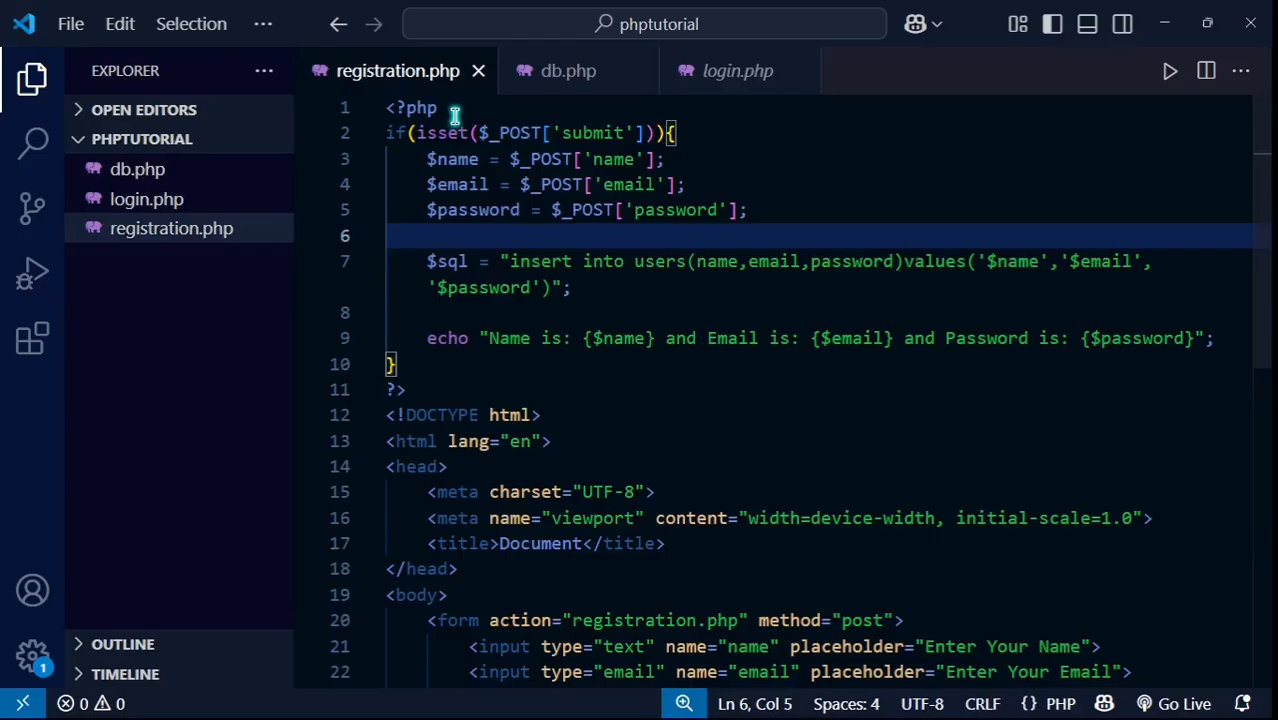 File Edit Selection ··· phptutorial
EXPLORER ··· registration.php db.php login.php ···
OPEN EDITORS
PHPTUTORIAL
db.php
login.php
registration.php
OUTLINE
TIMELINE
1 <?php
2 if(isset($_POST['submit'])){
3 $name = $_POST['name'];
4 $email = $_POST['email'];
5 $password = $_POST['password'];
6
7 $sql = "insert into users(name,email,password)values('$name','$email',
'$password')";
8
9 echo "Name is: {$name} and Email is: {$email} and Password is: {$password}";
10 }
11 ?>
12 <!DOCTYPE html>
13 <html lang="en">
14 <head>
15 <meta charset="UTF-8">
16 <meta name="viewport" content="width=device-width, initial-scale=1.0">
17 <title>Document</title>
18 </head>
19 <body>
20 <form action="registration.php" method="post">
21 <input type="text" name="name" placeholder="Enter Your Name">
22 <input type="email" name="email" placeholder="Enter Your Email">
1
0 0 Ln 6, Col 5 Spaces: 4 UTF-8 CRLF {} PHP Go Live